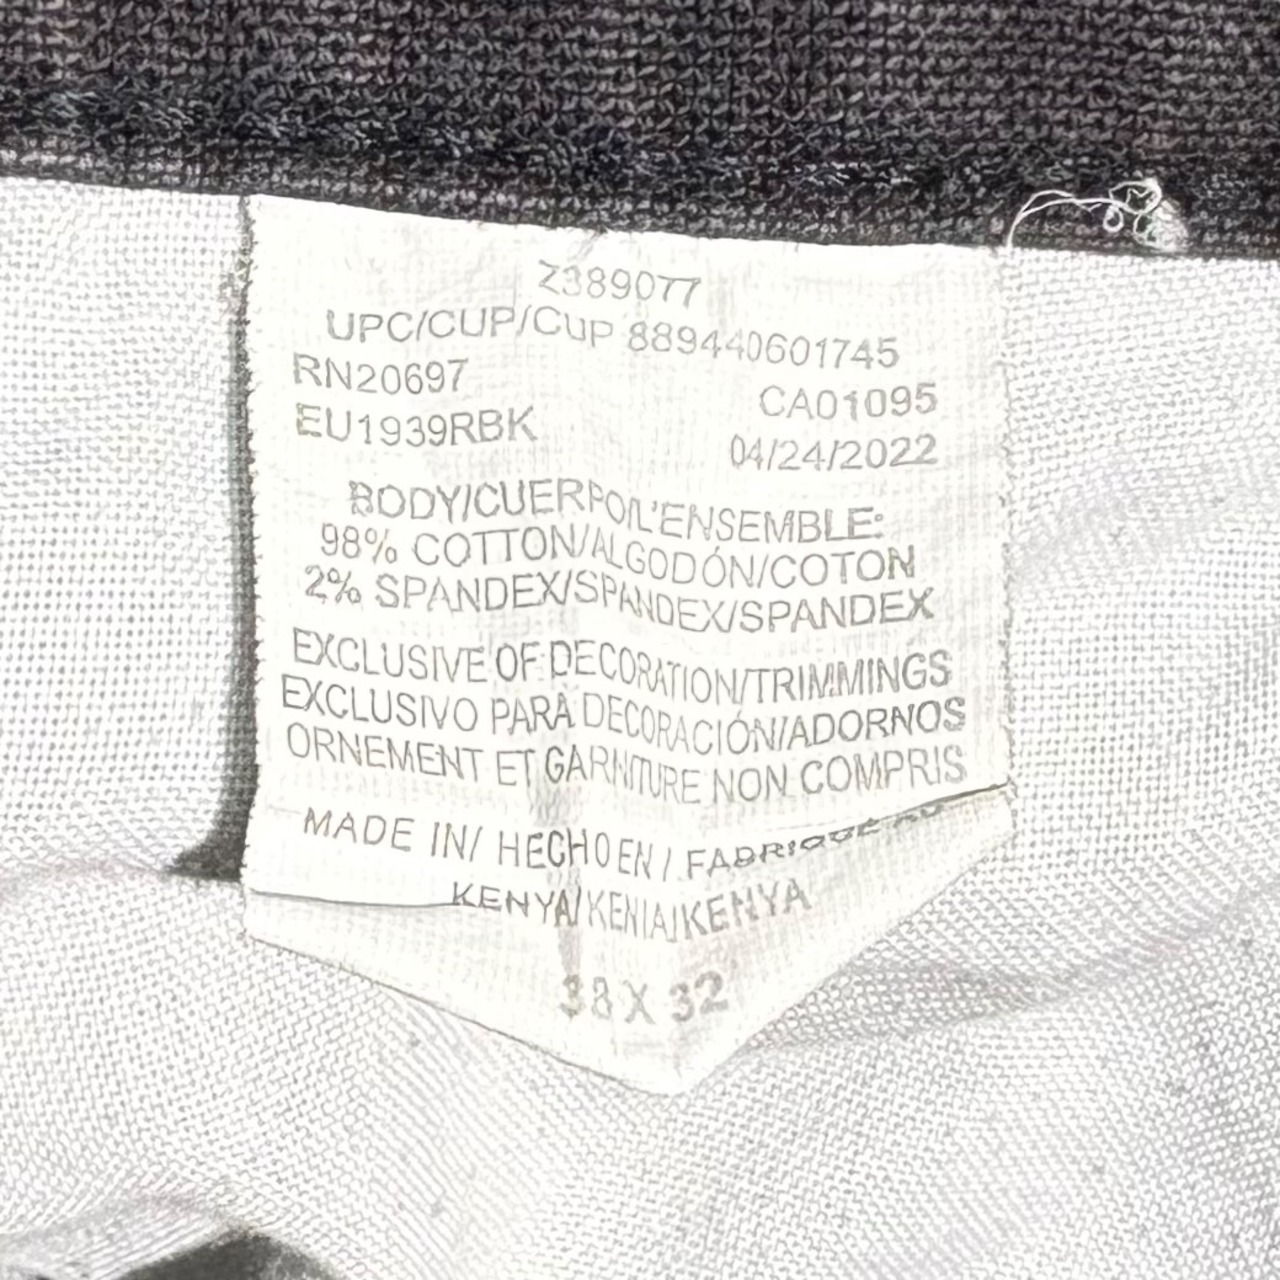 Z389077
UPC/CUP/CUP 889440601745
RN20697 CA01095
EU1939RBK 04/24/2022
BODY/CUERPO/L'ENSEMBLE:
98% COTTON/ALGODÓN/COTON
2% SPANDEX/SPANDEX/SPANDEX
EXCLUSIVE OF DECORATION/TRIMMINGS
EXCLUSIVO PARA DECORACIÓN/ADORNOS
ORNEMENT ET GARNITURE NON COMPRIS
MADE IN/ HECHO EN / FABRIQUÉ AU
KENYA/KENIA/KENYA
38 X 32